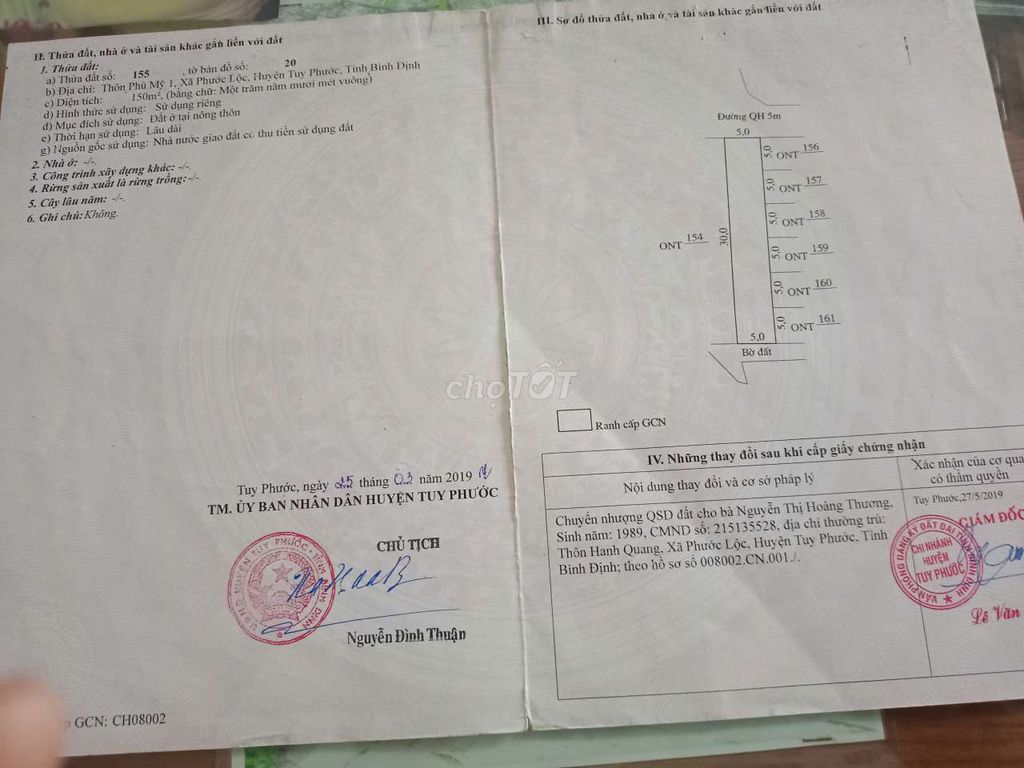 II. Thửa đất, nhà ở và tài sản khác gắn liền với đất
1. Thửa đất:
a) Thửa đất số: 155 , tờ bản đồ số: 20
b) Địa chỉ: Thôn Phú Mỹ 1, Xã Phước Lộc, Huyện Tuy Phước, Tỉnh Bình Định
c) Diện tích: 150m², (bằng chữ: Một trăm năm mươi mét vuông)
d) Hình thức sử dụng: Sử dụng riêng
đ) Mục đích sử dụng: Đất ở tại nông thôn
e) Thời hạn sử dụng: Lâu dài
g) Nguồn gốc sử dụng: Nhà nước giao đất có thu tiền sử dụng đất
2. Nhà ở: -/-.
3. Công trình xây dựng khác: -/-.
4. Rừng sản xuất là rừng trồng: -/-.
5. Cây lâu năm: -/-.
6. Ghi chú: Không.
Tuy Phước, ngày 25 tháng 03 năm 2019
TM. ỦY BAN NHÂN DÂN HUYỆN TUY PHƯỚC
CHỦ TỊCH
Nguyễn Đình Thuận
GCN: CH08002
III. Sơ đồ thửa đất, nhà ở và tài sản khác gắn liền với đất
Đường QH 5m
5,0
5,0 ONT 156
5,0 ONT 157
5,0 ONT 158
ONT 154
30,0
5,0 ONT 159
5,0 ONT 160
5,0 ONT 161
5,0
Bờ đất
Ranh cấp GCN
chợTỐT
IV. Những thay đổi sau khi cấp giấy chứng nhận
Nội dung thay đổi và cơ sở pháp lý
Xác nhận của cơ qua
có thẩm quyền
Chuyển nhượng QSD đất cho bà Nguyễn Thị Hoàng Thương,
Sinh năm: 1989, CMND số: 215135528, địa chỉ thường trú:
Thôn Hanh Quang, Xã Phước Lộc, Huyện Tuy Phước, Tỉnh
Bình Định; theo hồ sơ số 008002.CN.001./.
Tuy Phước,27/5/2019
GIÁM ĐỐC
VĂN PHÒNG ĐĂNG KÝ ĐẤT ĐAI TỈNH BÌNH ĐỊNH
CHI NHÁNH
HUYỆN
TUY PHƯỚC
Lê Văn